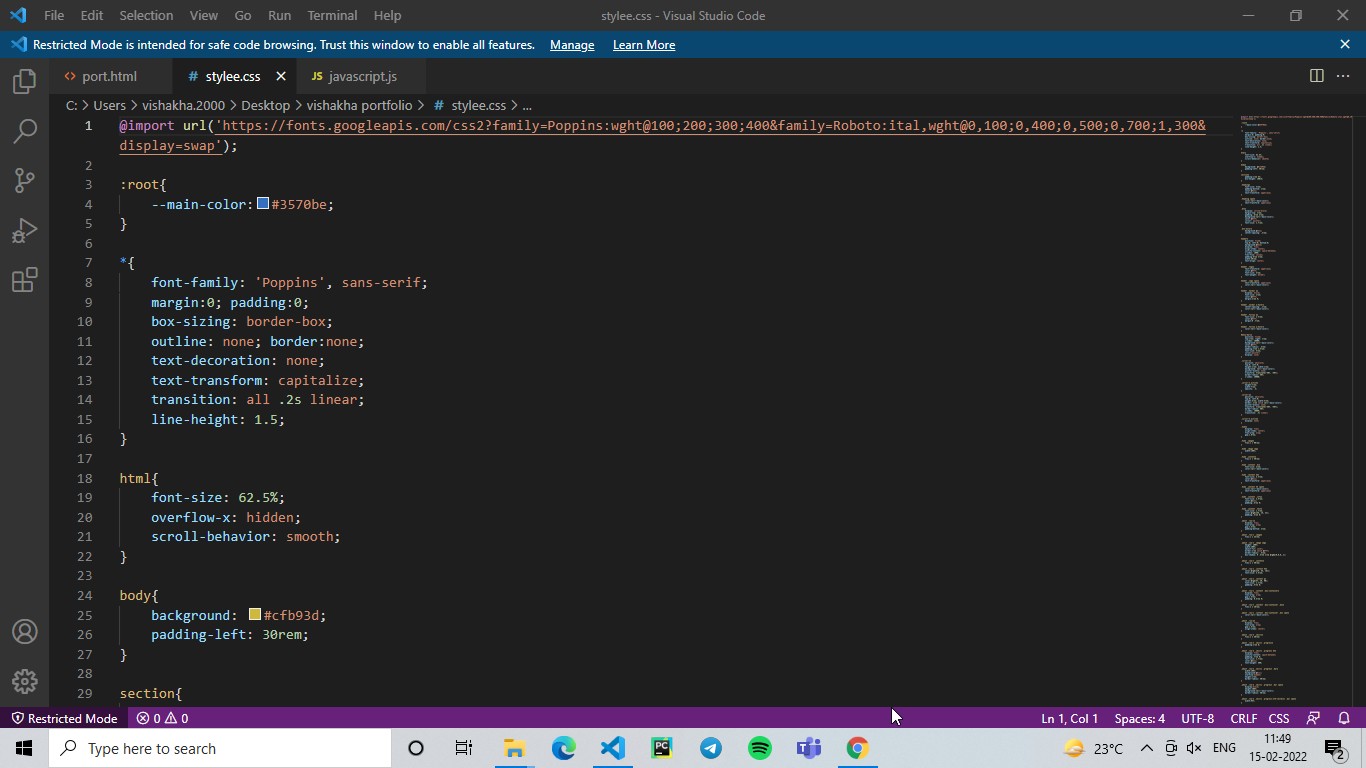 File Edit Selection View Go Run Terminal Help stylee.css - Visual Studio Code
Restricted Mode is intended for safe code browsing. Trust this window to enable all features. Manage Learn More
<> port.html # stylee.css JS javascript.js
C: > Users > vishakha.2000 > Desktop > vishakha portfolio > # stylee.css > ...
1 @import url('https://fonts.googleapis.com/css2?family=Poppins:wght@100;200;300;400&family=Roboto:ital,wght@0,100;0,400;0,500;0,700;1,300&
display=swap');
2
3 :root{
4 --main-color:#3570be;
5 }
6
7 *{
8 font-family: 'Poppins', sans-serif;
9 margin:0; padding:0;
10 box-sizing: border-box;
11 outline: none; border:none;
12 text-decoration: none;
13 text-transform: capitalize;
14 transition: all .2s linear;
15 line-height: 1.5;
16 }
17
18 html{
19 font-size: 62.5%;
20 overflow-x: hidden;
21 scroll-behavior: smooth;
22 }
23
24 body{
25 background: #cfb93d;
26 padding-left: 30rem;
27 }
28
29 section{
Restricted Mode 0 0 Ln 1, Col 1 Spaces: 4 UTF-8 CRLF CSS
Type here to search PC 23°C ENG 11:49
15-02-2022 2